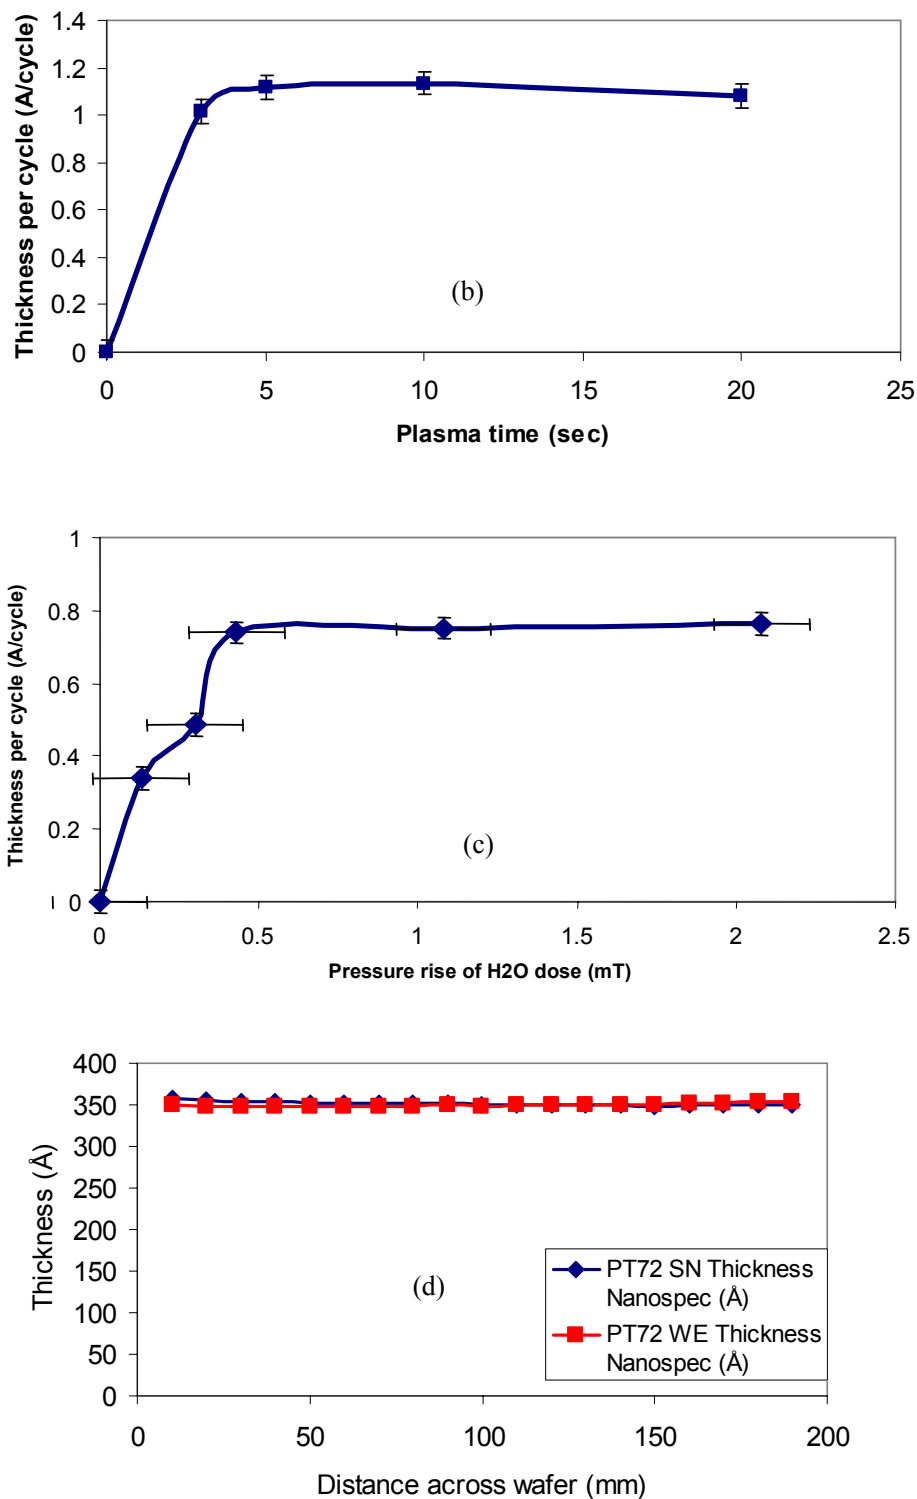 1.4
1.2
1
0.8
0.6
0.4
0.2
0
Thickness per cycle (A/cycle)
(b)
0 5 10 15 20 25
Plasma time (sec)
1
0.8
0.6
0.4
0.2
0
Thickness per cycle (A/cycle)
(c)
0 0.5 1 1.5 2 2.5
Pressure rise of H2O dose (mT)
400
350
300
250
200
150
100
50
0
Thickness (Å)
(d)
PT72 SN Thickness
Nanospec (Å)
PT72 WE Thickness
Nanospec (Å)
0 50 100 150 200
Distance across wafer (mm)